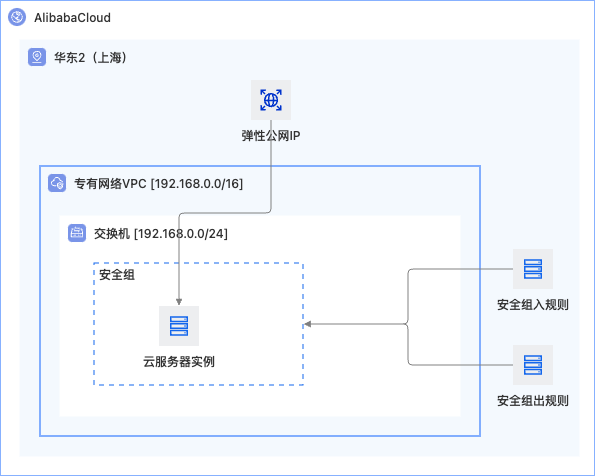 AlibabaCloud
华东2（上海）
弹性公网IP
专有网络VPC [192.168.0.0/16]
交换机 [192.168.0.0/24]
安全组
云服务器实例
安全组入规则
安全组出规则